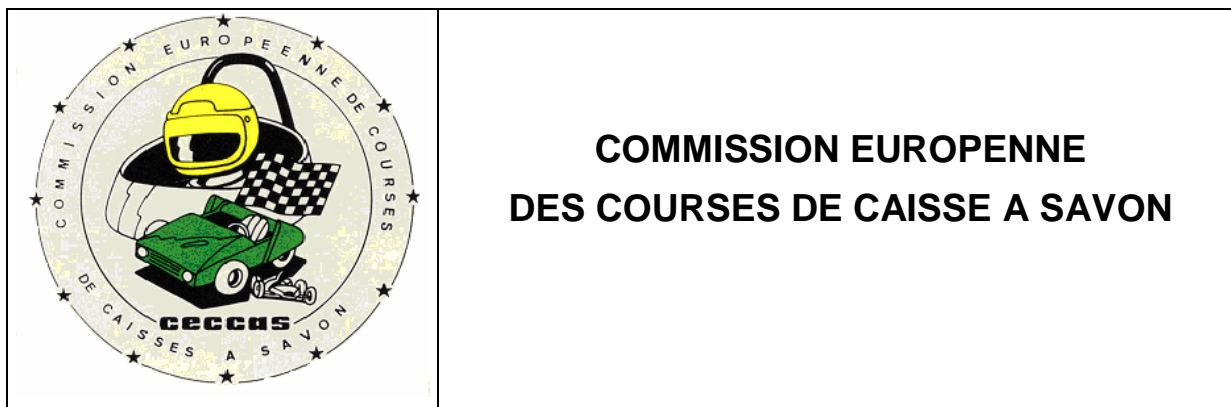 COMMISSION EUROPEENNE DE COURSES
DE CAISSES A SAVON
ceccas
COMMISSION EUROPENNE
DES COURSES DE CAISSE A SAVON